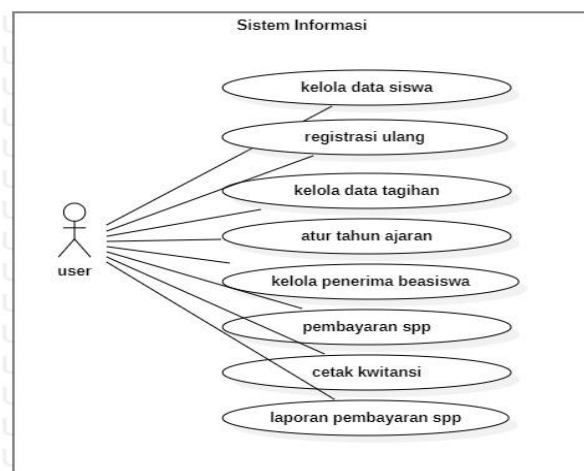 Sistem Informasi
kelola data siswa
registrasi ulang
kelola data tagihan
atur tahun ajaran
user
kelola penerima beasiswa
pembayaran spp
cetak kwitansi
laporan pembayaran spp